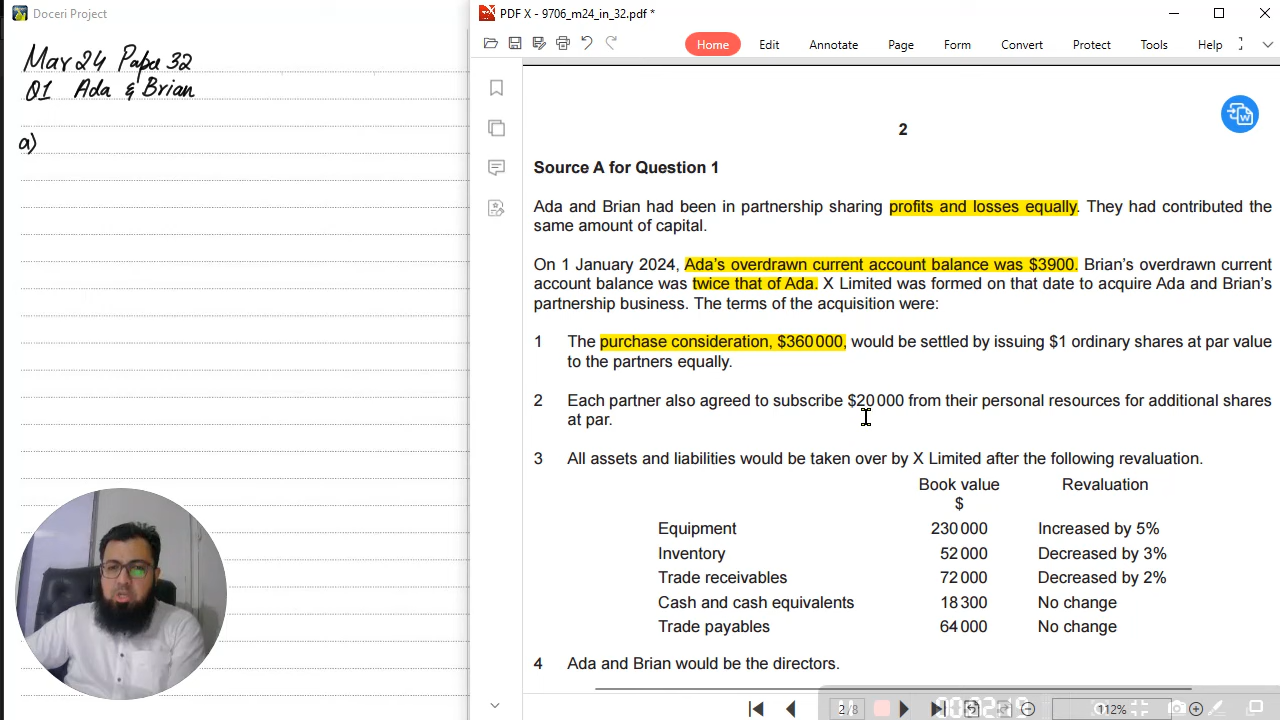 Doceri Project
Mar 24 Paper 32
Q1 Ada & Brian
a)
PDF X - 9706_m24_in_32.pdf *
Home Edit Annotate Page Form Convert Protect Tool Help
2
Source A for Question 1
Ada and Brian had been in partnership sharing profits and losses equally. They had contributed the
same amount of capital.
On 1 January 2024, Ada's overdrawn current account balance was $3900. Brian's overdrawn current
account balance was twice that of Ada. X Limited was formed on that date to acquire Ada and Brian's
partnership business. The terms of the acquisition were:
1 The purchase consideration, $360 000, would be settled by issuing $1 ordinary shares at par value
to the partners equally.
2 Each partner also agreed to subscribe $20 000 from their personal resources for additional shares
at par.
3 All assets and liabilities would be taken over by X Limited after the following revaluation.
Book value Revaluation
$
Equipment 230 000 Increased by 5%
Inventory 52 000 Decreased by 3%
Trade receivables 72 000 Decreased by 2%
Cash and cash equivalents 18 300 No change
Trade payables 64 000 No change
4 Ada and Brian would be the directors.
2/8 112%